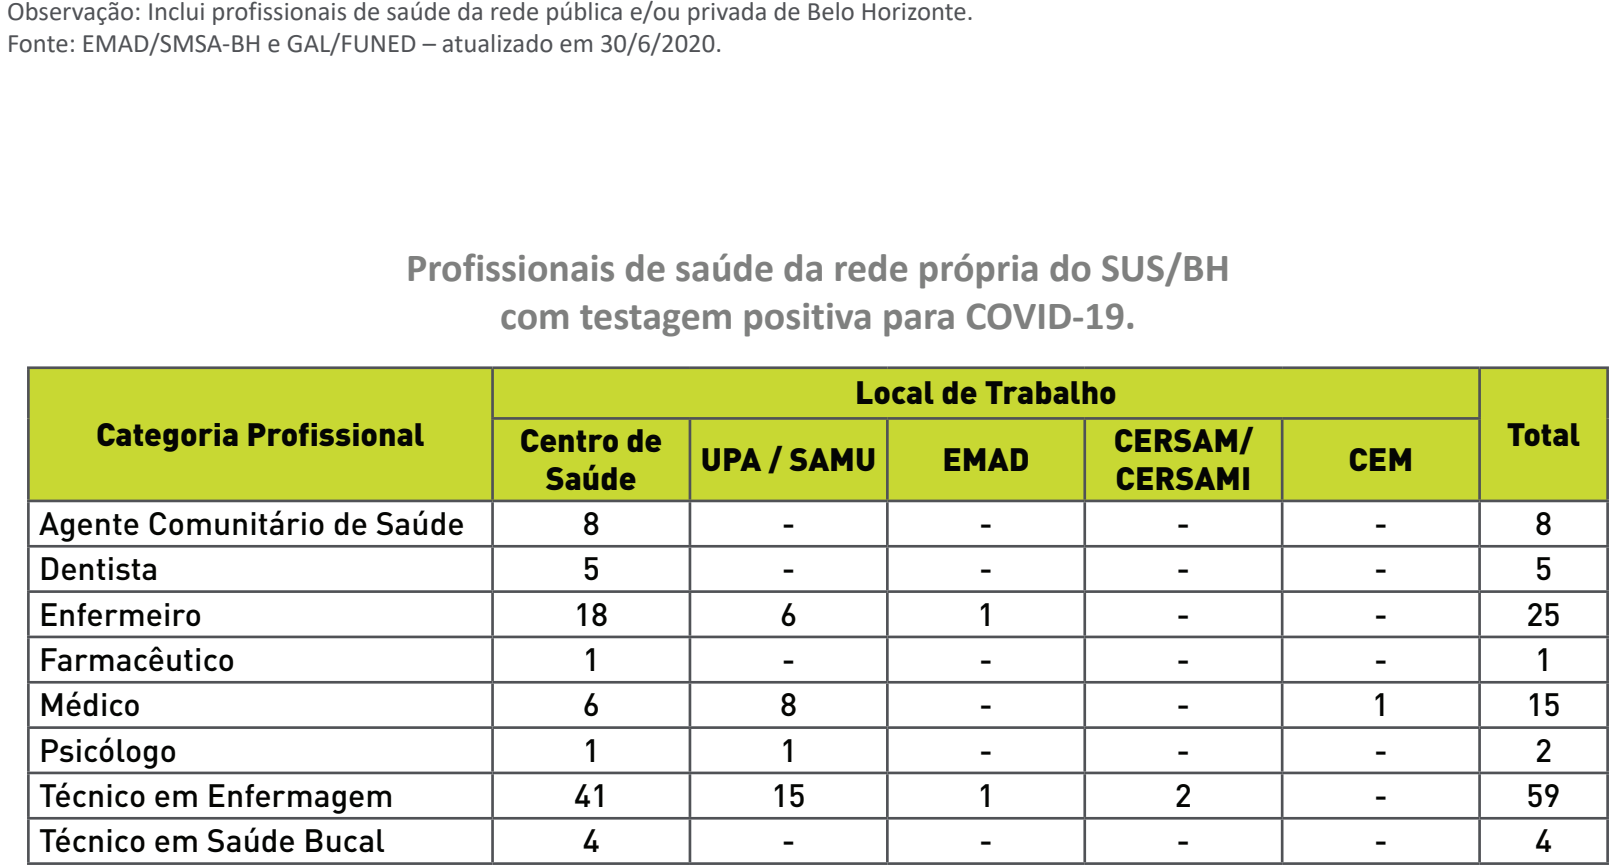 Observação: Inclui profissionais de saúde da rede pública e/ou privada de Belo Horizonte.
Fonte: EMAD/SMSA-BH e GAL/FUNED – atualizado em 30/6/2020.
Profissionais de saúde da rede própria do SUS/BH
com testagem positiva para COVID-19.
Categoria Profissional Local de Trabalho Total
Centro de Saúde UPA / SAMU EMAD CERSAM/ CERSAMI CEM
Agente Comunitário de Saúde 8 - - - - 8
Dentista 5 - - - - 5
Enfermeiro 18 6 1 - - 25
Farmacêutico 1 - - - - 1
Médico 6 8 - - 1 15
Psicólogo 1 1 - - - 2
Técnico em Enfermagem 41 15 1 2 - 59
Técnico em Saúde Bucal 4 - - - - 4